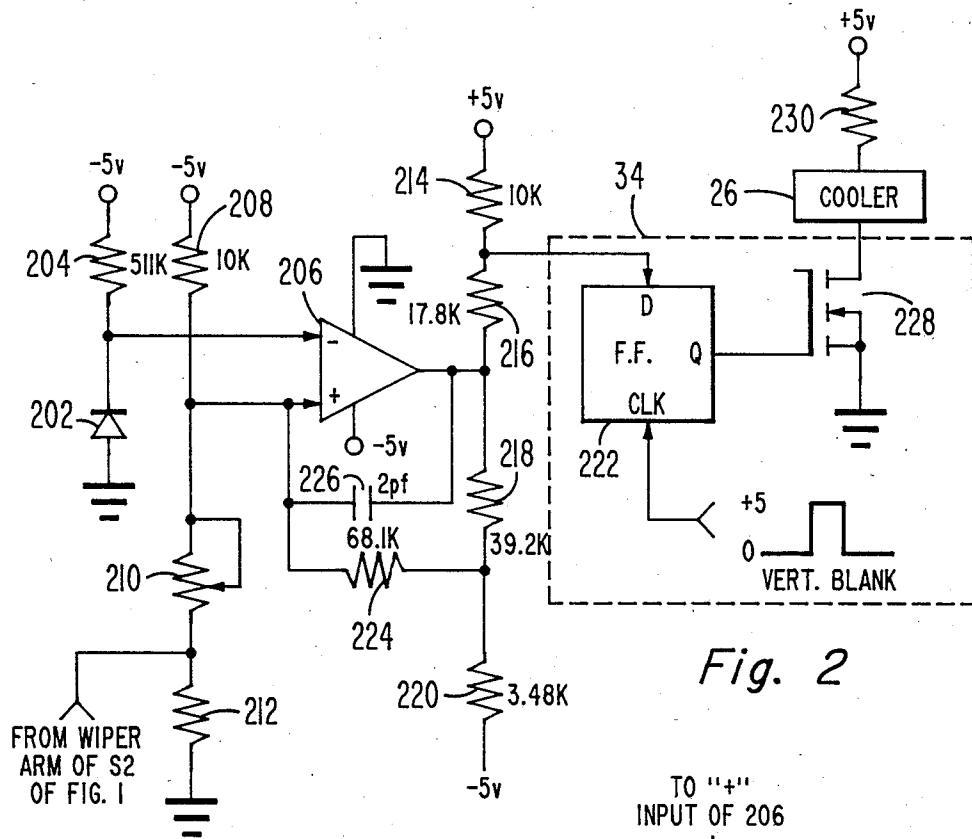 +5v
230
+5v
-5v
-5v
214
10K
34
26
COOLER
208
204
511K
10K
206
17.8K
216
D
F.F.
Q
CLK
228
-
+
202
-5v
226
2pf
218
222
68.1K
39.2K
+5
0
VERT. BLANK
210
224
Fig. 2
220
3.48K
212
FROM WIPER
ARM OF S2
OF FIG. 1
-5v
TO "+"
INPUT OF 206